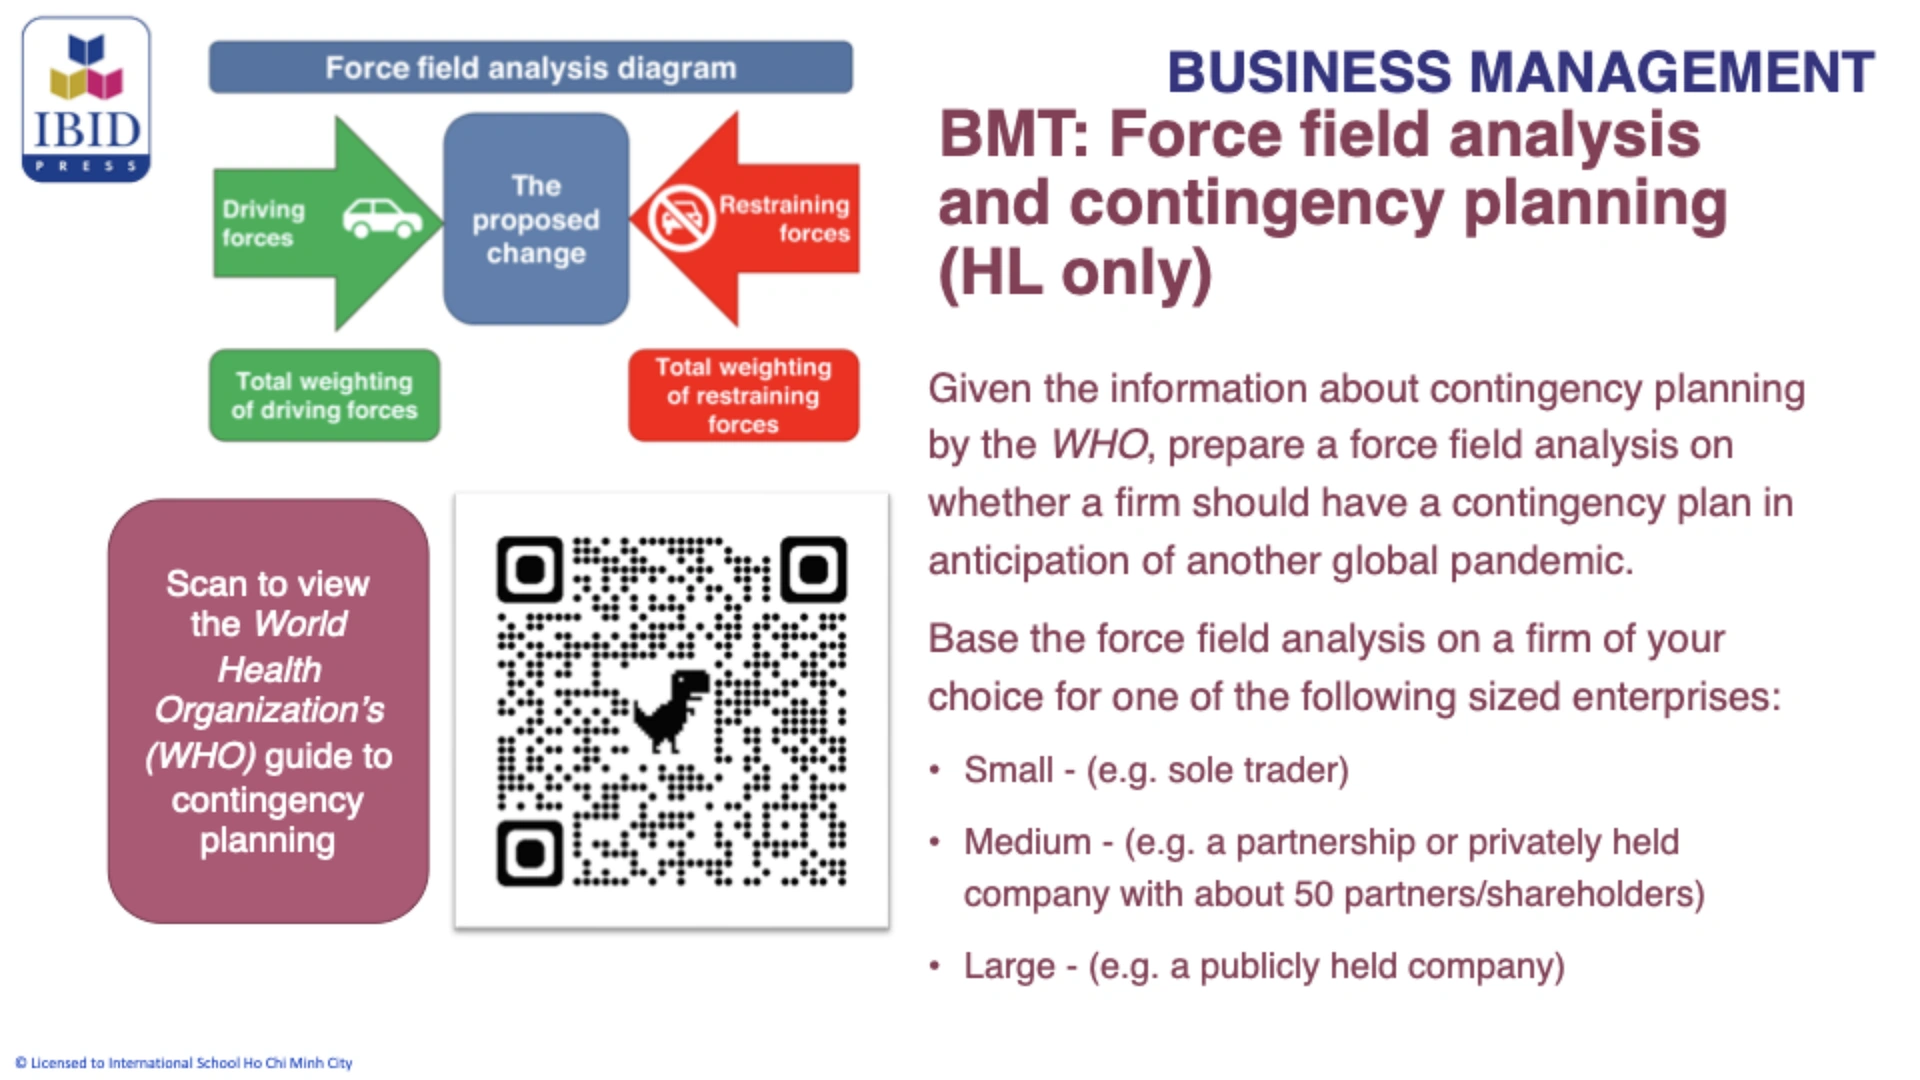 IBID
PRESS
Force field analysis diagram
Driving
forces
The
proposed
change
Restraining
forces
Total weighting
of driving forces
Total weighting
of restraining
forces
BUSINESS MANAGEMENT
BMT: Force field analysis
and contingency planning
(HL only)
Scan to view
the World
Health
Organization's
(WHO) guide to
contingency
planning
Given the information about contingency planning
by the WHO, prepare a force field analysis on
whether a firm should have a contingency plan in
anticipation of another global pandemic.
Base the force field analysis on a firm of your
choice for one of the following sized enterprises:
• Small - (e.g. sole trader)
• Medium - (e.g. a partnership or privately held
company with about 50 partners/shareholders)
• Large - (e.g. a publicly held company)
© Licensed to International School Ho Chi Minh City